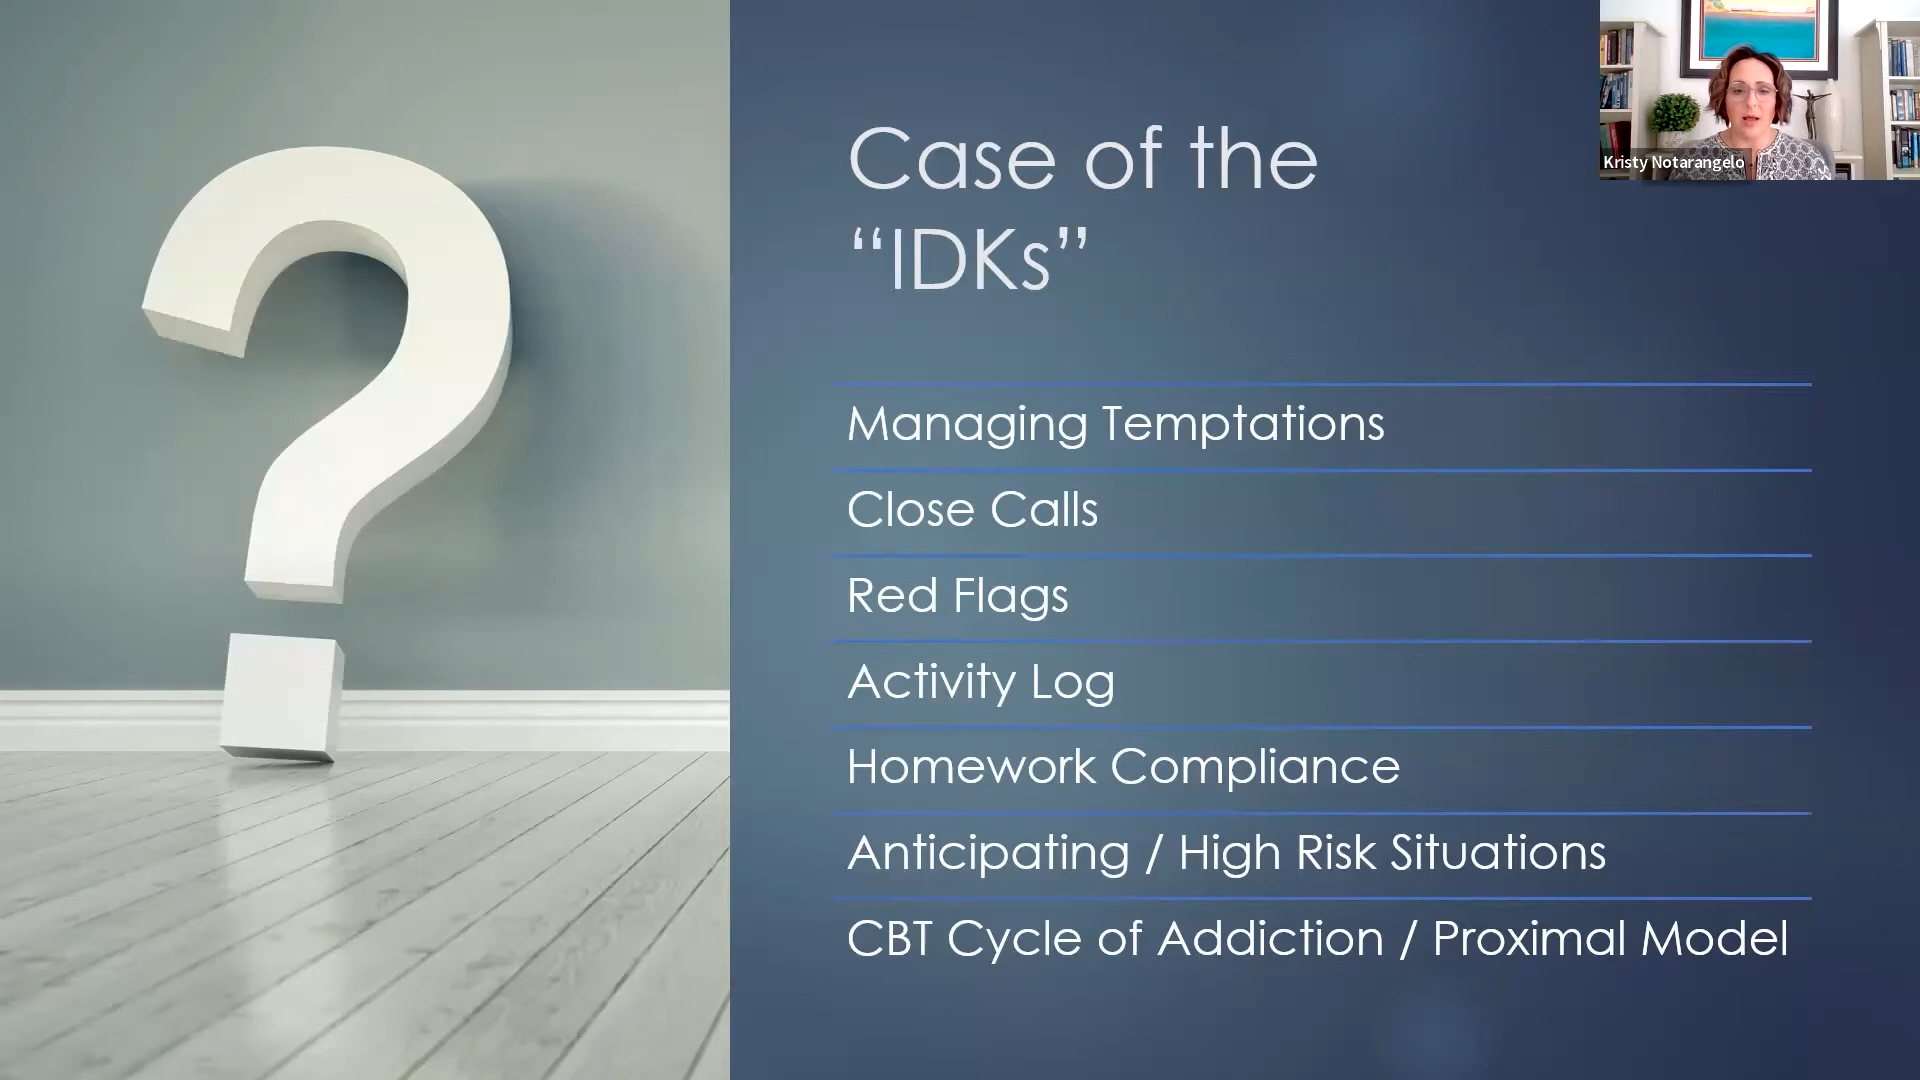 Case of the
“IDKs”
Kristy Notarangelo
Managing Temptations
Close Calls
Red Flags
Activity Log
Homework Compliance
Anticipating / High Risk Situations
CBT Cycle of Addiction / Proximal Model